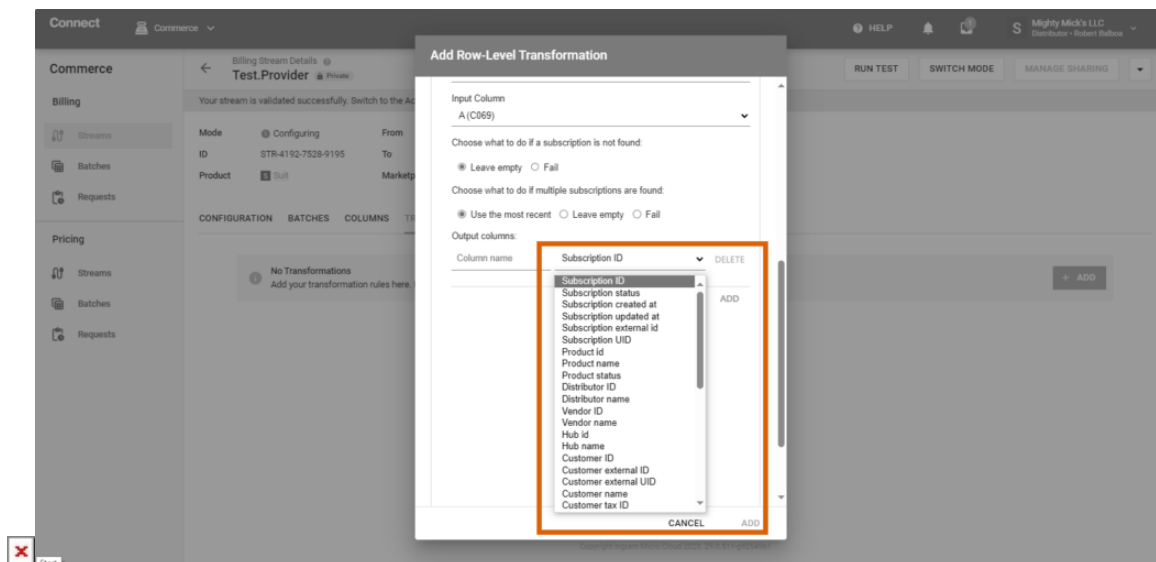 Connect
Commerce
HELP
S
Mighty Mick's LLC
Distributor - Robert Balboa
Commerce
Billing
Streams
Batches
Requests
Pricing
Streams
Batches
Requests
Billing Stream Details
Test.Provider Private
RUN TEST
SWITCH MODE
MANAGE SHARING
Your stream is validated successfully. Switch to the Ac
Mode Configuring From
ID STR-4192-7528-9195 To
Product Suit Marketp
CONFIGURATION BATCHES COLUMNS TR
No Transformations
Add your transformation rules here.
+ ADD
Add Row-Level Transformation
Input Column
A (C069)
Choose what to do if a subscription is not found:
Leave empty Fail
Choose what to do if multiple subscriptions are found:
Use the most recent Leave empty Fail
Output columns:
Column name Subscription ID DELETE
Subscription ID
Subscription status
Subscription created at
Subscription updated at
Subscription external id
Subscription UID
Product id
Product name
Product status
Distributor ID
Distributor name
Vendor ID
Vendor name
Hub id
Hub name
Customer ID
Customer external ID
Customer external UID
Customer name
Customer tax ID
ADD
CANCEL ADD
Copyright Ingram Micro Cloud